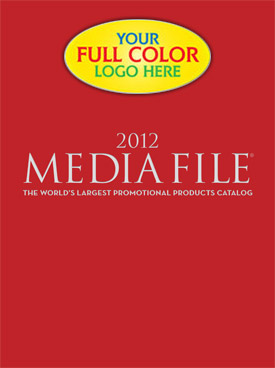 YOUR
FULL COLOR
LOGO HERE
2012
MEDIA FILE®
THE WORLD'S LARGEST PROMOTIONAL PRODUCTS CATALOG